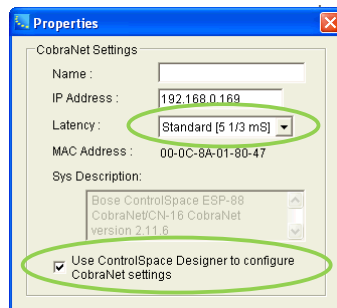 Properties
CobraNet Settings
Name :
IP Address : 192.168.0.169
Latency : Standard [5 1/3 mS]
MAC Address : 00-0C-8A-01-80-47
Sys Description:
Bose ControlSpace ESP-88
CobraNet/CN-16 CobraNet
version 2.11.6
Use ControlSpace Designer to configure
CobraNet settings